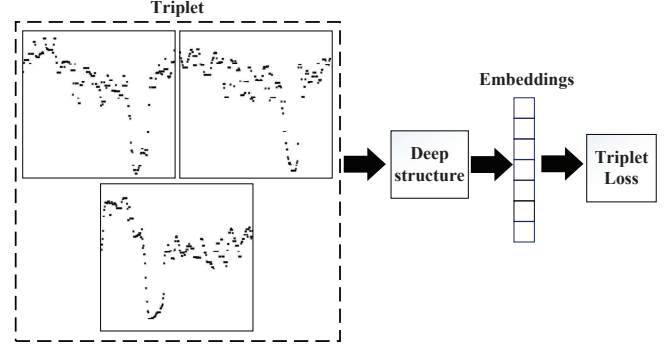 Triplet
Embeddings
Deep
structure
Triplet
Loss